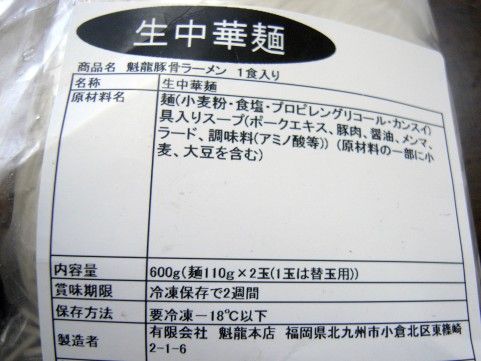 生中華麺
商品名 魁龍豚骨ラーメン 1食入り
名称 生中華麺
原材料名 麺(小麦粉・食塩・プロピレングリコール・カンスイ)
具入りスープ(ポークエキス、豚肉、醤油、メンマ、
ラード、調味料(アミノ酸等))(原材料の一部に小
麦、大豆を含む)
内容量 600g(麺110g×2玉(1玉は替玉用))
賞味期限 冷凍保存で2週間
保存方法 要冷凍-18℃以下
製造者 有限会社 魁龍本店 福岡県北九州市小倉北区東篠崎
2-1-6